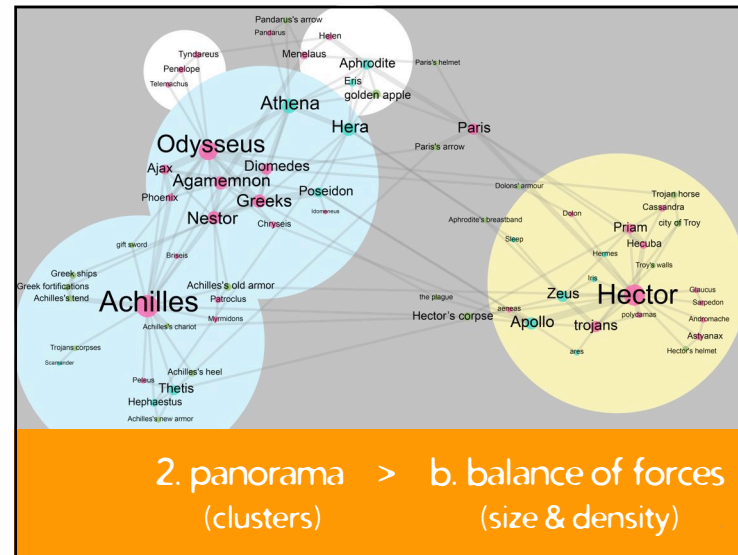 Pandarus's arrow
Pandarus
Helen
Tyndareus
Menelaus
Penelope
Aphrodite
Paris's helmet
Telemachus
Eris
golden apple
Athena
Hera
Paris
Odysseus
Paris's arrow
Ajax
Diomedes
Agamemnon
Phoenix
Poseidon
Dolons' armour
Trojan horse
Greeks
Idomeneus
Cassandra
Nestor
Dolon
city of Troy
Chryseis
Aphrodite's breastband
Priam
gift sword
Sleep
Hecuba
Briseis
Hermes
Greek ships
Troy's walls
Greek fortifications
Achilles's old armor
Iris
Achilles's tend
Patroclus
the plague
Zeus
Hector
Glaucus
Achilles
Sarpedon
Myrmidons
aeneas
Hector's corpse
polydamas
Andromache
Achilles's chariot
Apollo
trojans
Astyanax
Trojans corpses
Hector's helmet
ares
Scamander
Achilles's heel
Peleus
Thetis
Hephaestus
Achilles's new armor
2. panorama > b. balance of forces
(clusters) (size & density)